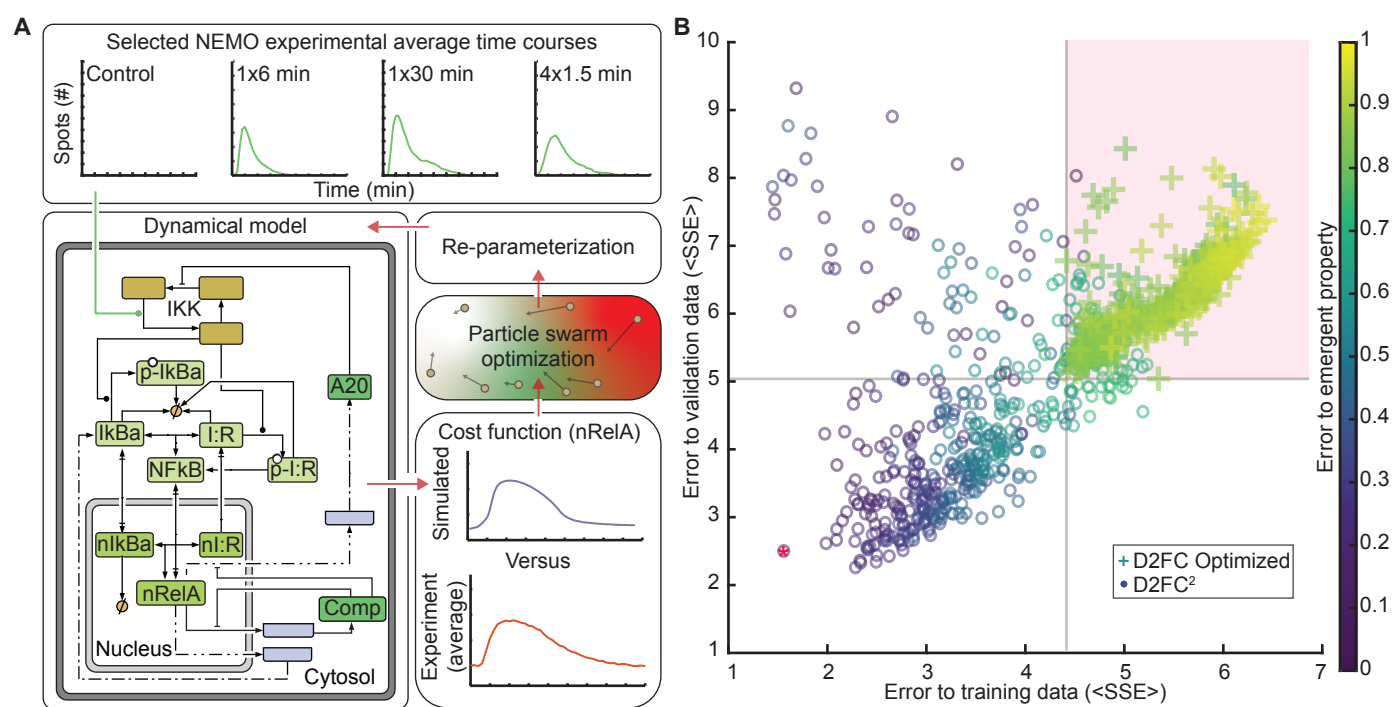 A
Selected NEMO experimental average time courses
Control
1x6 min
1x30 min
4x1.5 min
Spots (#)
Time (min)
Dynamical model
IKK
p-IkBa
A20
IkBa
I:R
NFkB
p-I:R
nIkBa
nI:R
nRelA
Comp
Nucleus
Cytosol
Re-parameterization
Particle swarm
optimization
Cost function (nRelA)
Simulated
Versus
Experiment
(average)
B
10
9
8
7
6
5
4
3
2
1
Error to validation data (<SSE>)
1
2
3
4
5
6
7
Error to training data (<SSE>)
D2FC Optimized
D2FC²
Error to emergent property
1
0.9
0.8
0.7
0.6
0.5
0.4
0.3
0.2
0.1
0